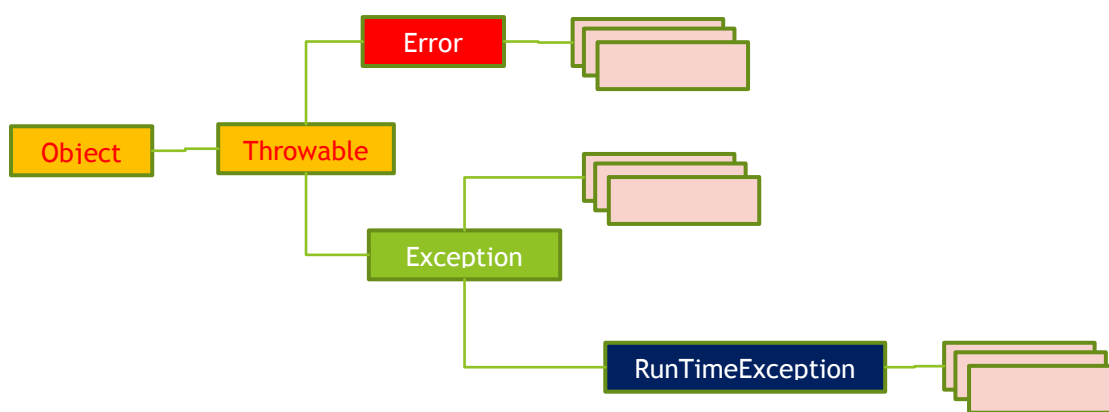 Error
Object
Throwable
Exception
RunTimeException